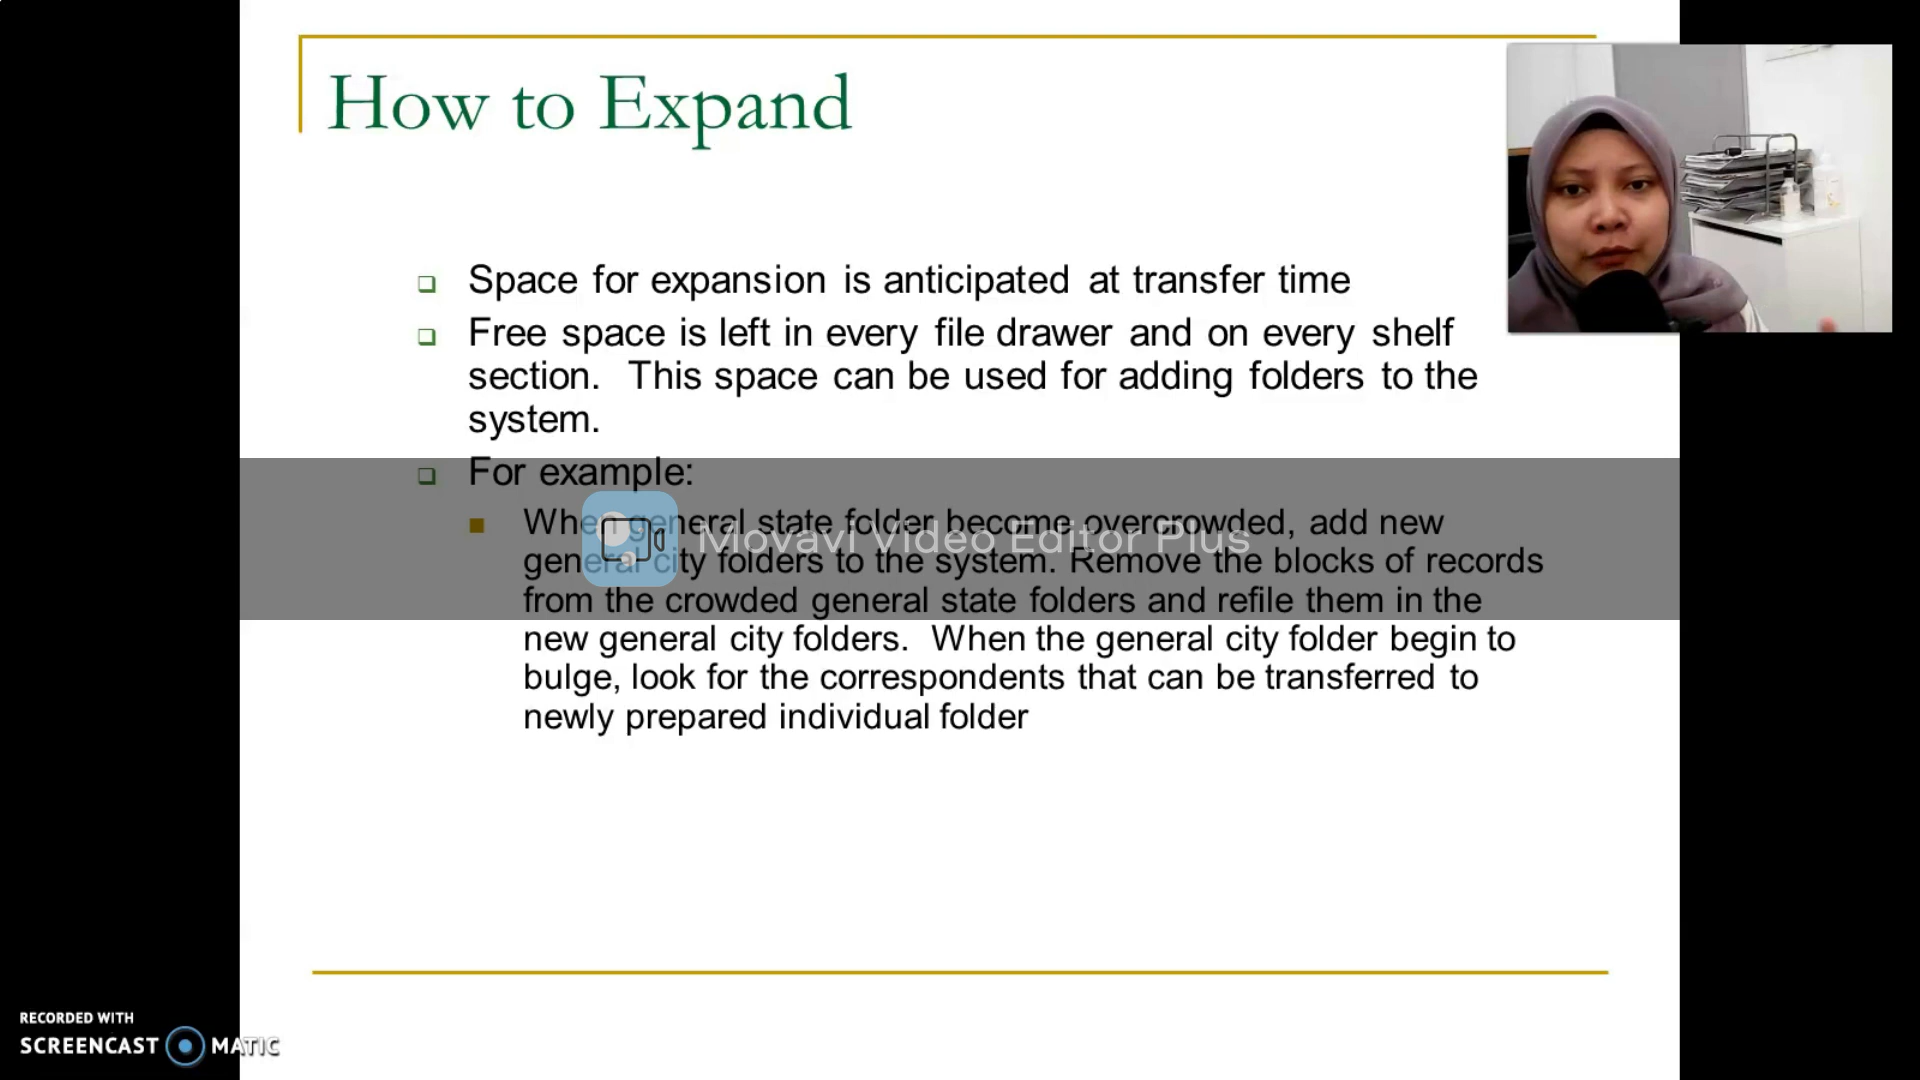 How to Expand
Space for expansion is anticipated at transfer time
Free space is left in every file drawer and on every shelf
section. This space can be used for adding folders to the
system.
For example:
When general state folder become overcrowded, add new
general city folders to the system. Remove the blocks of records
from the crowded general state folders and refile them in the
new general city folders. When the general city folder begin to
bulge, look for the correspondents that can be transferred to
newly prepared individual folder
Movavi Video Editor Plus
RECORDED WITH
SCREENCAST MATIC